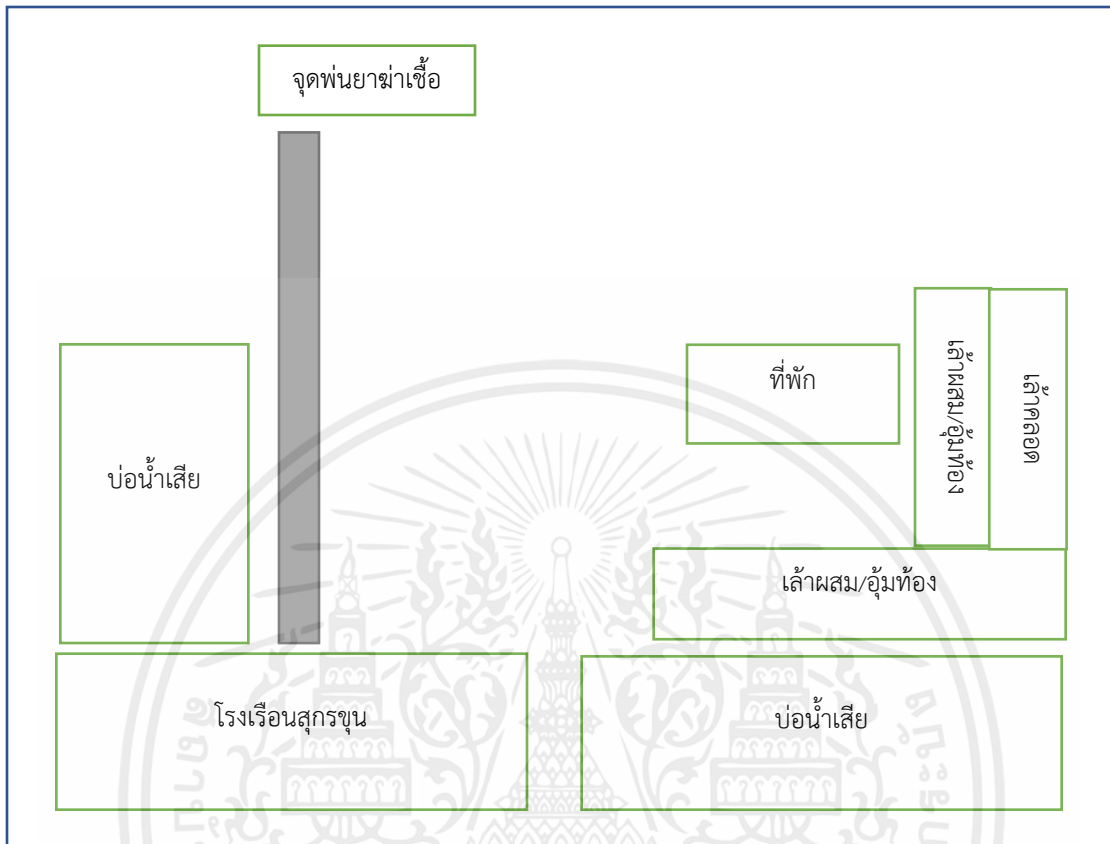 จุดพ่นยาฆ่าเชื้อ
ที่พัก
เล้าผสม/อุ้มท้อง
เล้าคลอด
บ่อน้ำเสีย
เล้าผสม/อุ้มท้อง
โรงเรือนสุกรขุน
บ่อน้ำเสีย